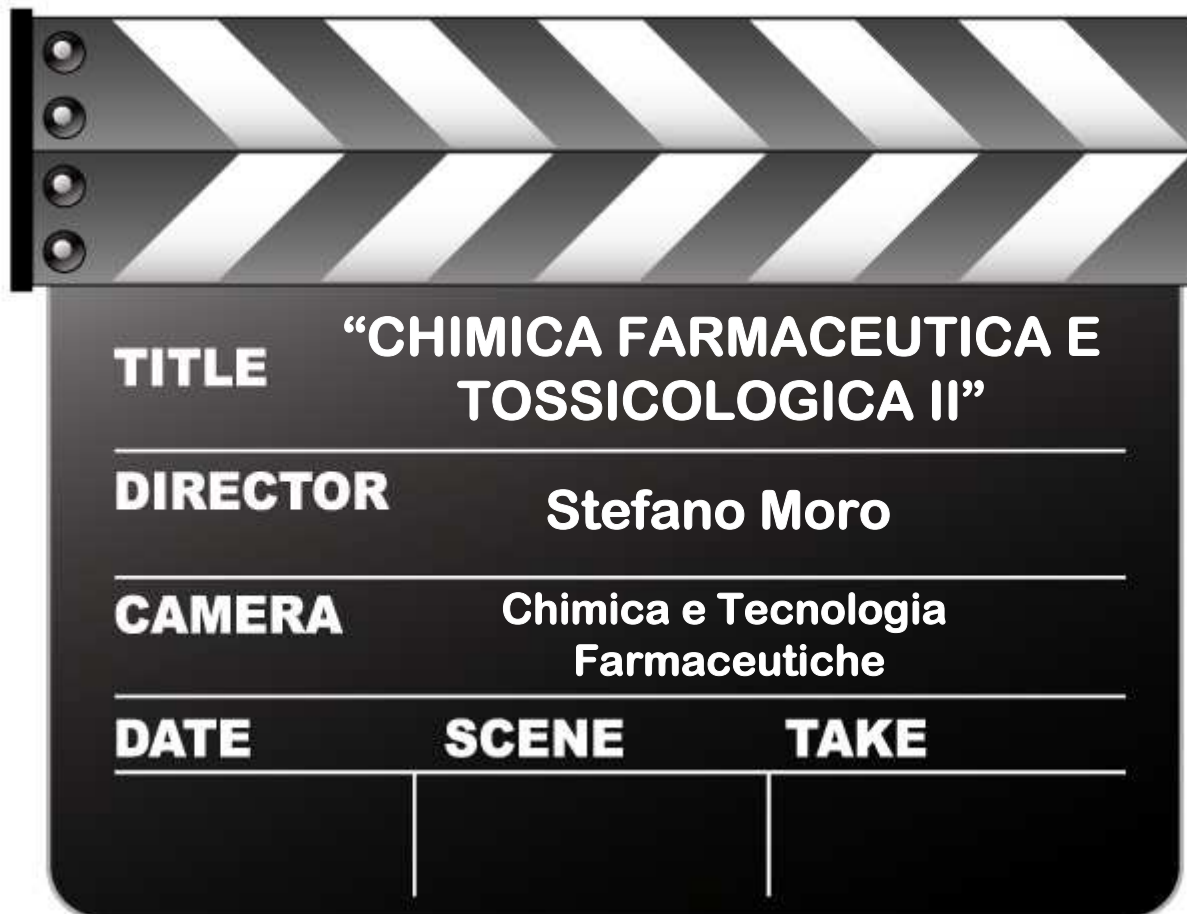 TITLE
“CHIMICA FARMACEUTICA E
TOSSICOLOGICA II”
DIRECTOR
Stefano Moro
CAMERA
Chimica e Tecnologia
Farmaceutiche
DATE SCENE TAKE